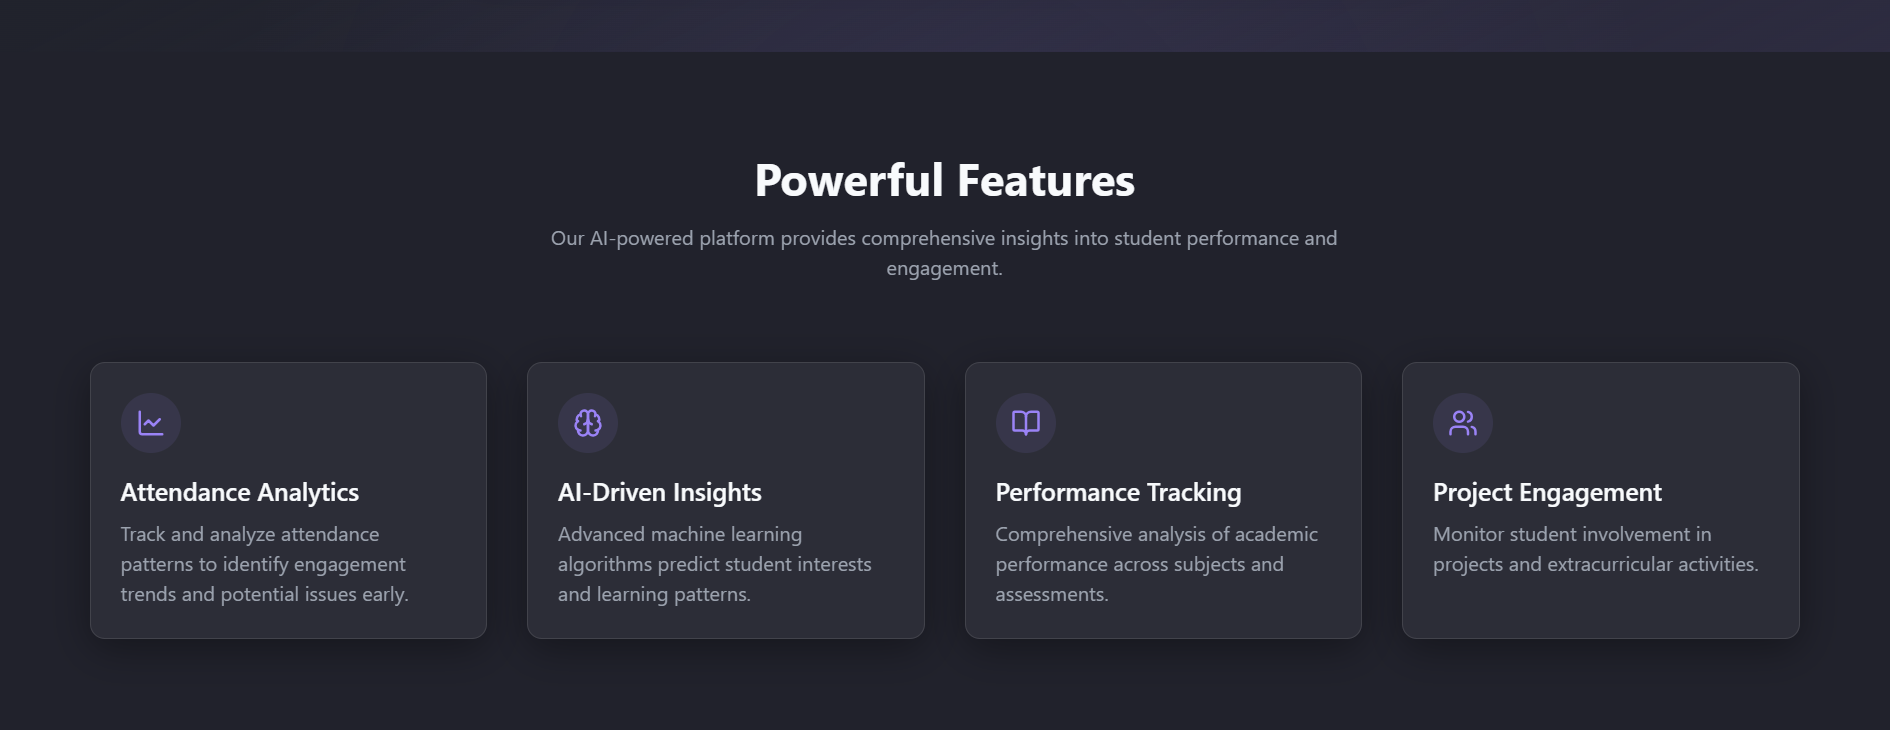 Powerful Features
Our AI-powered platform provides comprehensive insights into student performance and
engagement.
Attendance Analytics
Track and analyze attendance
patterns to identify engagement
trends and potential issues early.
AI-Driven Insights
Advanced machine learning
algorithms predict student interests
and learning patterns.
Performance Tracking
Comprehensive analysis of academic
performance across subjects and
assessments.
Project Engagement
Monitor student involvement in
projects and extracurricular activities.